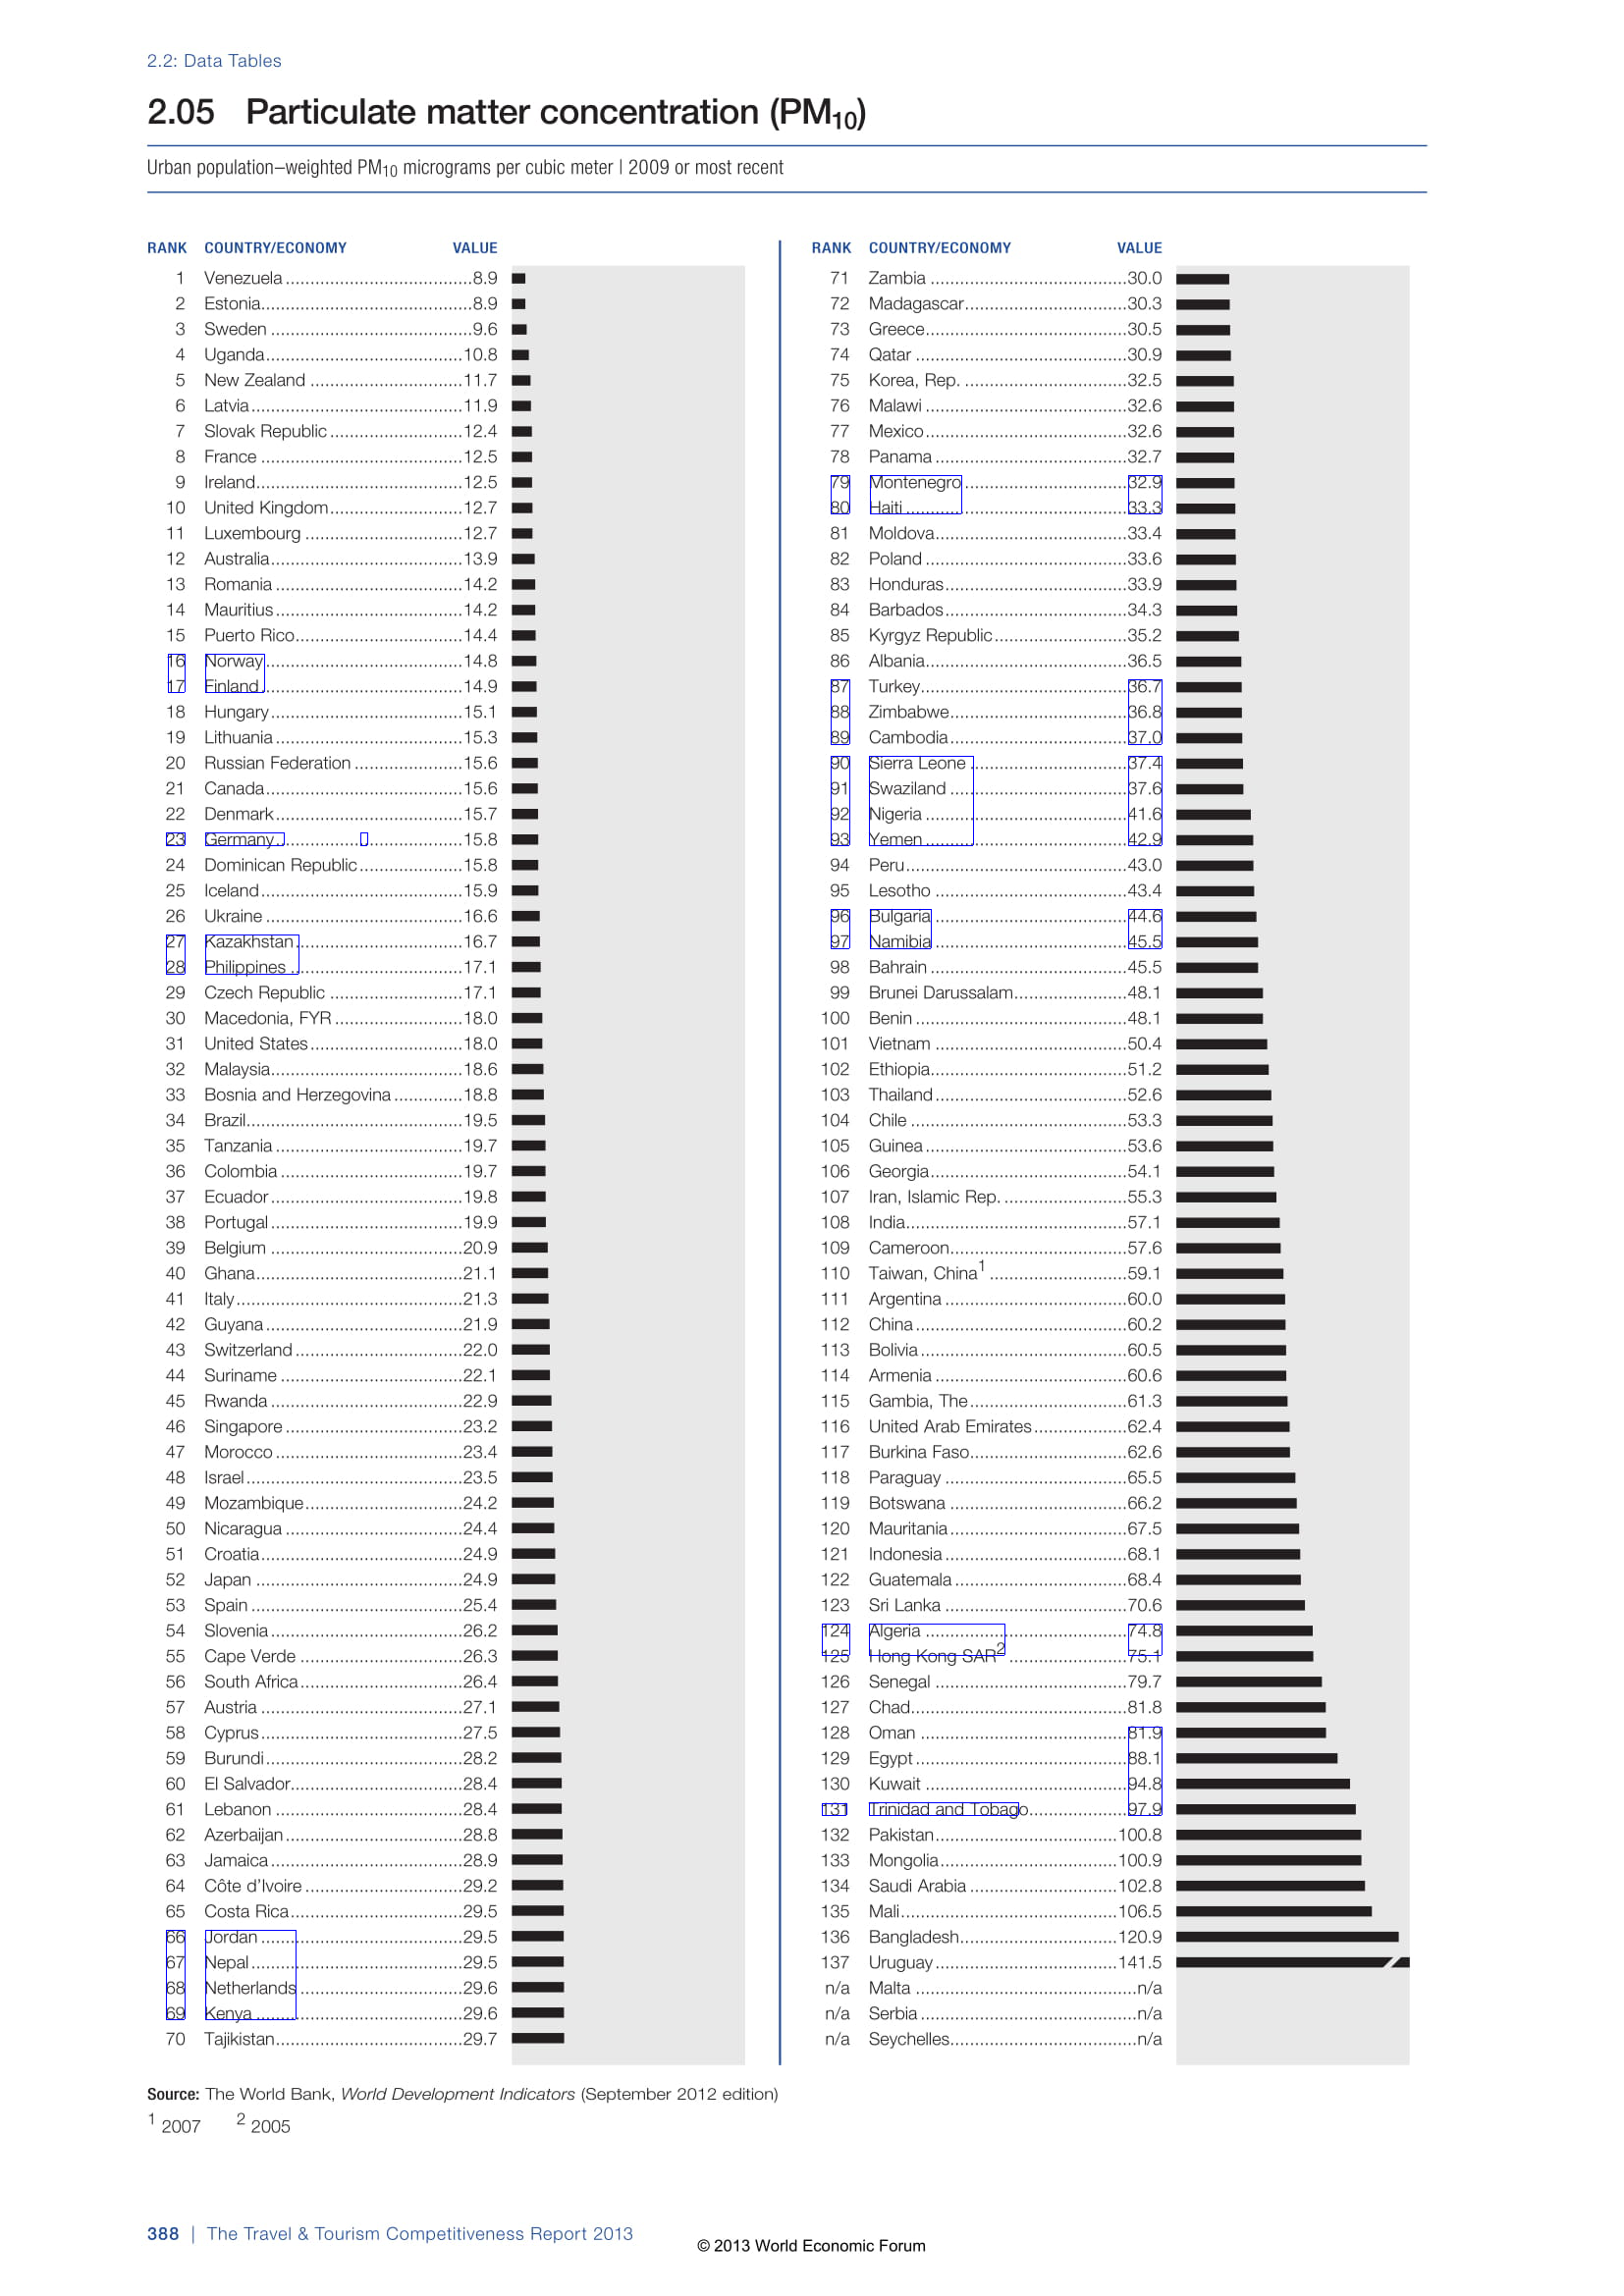 2.2: Data Tables
2.05 Particulate matter concentration (PM10)
Urban population–weighted PM10 micrograms per cubic meter | 2009 or most recent
RANK COUNTRY/ECONOMY VALUE
1 Venezuela 8.9
2 Estonia 8.9
3 Sweden 9.6
4 Uganda 10.8
5 New Zealand 11.7
6 Latvia 11.9
7 Slovak Republic 12.4
8 France 12.5
9 Ireland 12.5
10 United Kingdom 12.7
11 Luxembourg 12.7
12 Australia 13.9
13 Romania 14.2
14 Mauritius 14.2
15 Puerto Rico 14.4
16 Norway 14.8
17 Finland 14.9
18 Hungary 15.1
19 Lithuania 15.3
20 Russian Federation 15.6
21 Canada 15.6
22 Denmark 15.7
23 Germany 15.8
24 Dominican Republic 15.8
25 Iceland 15.9
26 Ukraine 16.6
27 Kazakhstan 16.7
28 Philippines 17.1
29 Czech Republic 17.1
30 Macedonia, FYR 18.0
31 United States 18.0
32 Malaysia 18.6
33 Bosnia and Herzegovina 18.8
34 Brazil 19.5
35 Tanzania 19.7
36 Colombia 19.7
37 Ecuador 19.8
38 Portugal 19.9
39 Belgium 20.9
40 Ghana 21.1
41 Italy 21.3
42 Guyana 21.9
43 Switzerland 22.0
44 Suriname 22.1
45 Rwanda 22.9
46 Singapore 23.2
47 Morocco 23.4
48 Israel 23.5
49 Mozambique 24.2
50 Nicaragua 24.4
51 Croatia 24.9
52 Japan 24.9
53 Spain 25.4
54 Slovenia 26.2
55 Cape Verde 26.3
56 South Africa 26.4
57 Austria 27.1
58 Cyprus 27.5
59 Burundi 28.2
60 El Salvador 28.4
61 Lebanon 28.4
62 Azerbaijan 28.8
63 Jamaica 28.9
64 Côte d'Ivoire 29.2
65 Costa Rica 29.5
66 Jordan 29.5
67 Nepal 29.5
68 Netherlands 29.6
69 Kenya 29.6
70 Tajikistan 29.7
RANK COUNTRY/ECONOMY VALUE
71 Zambia 30.0
72 Madagascar 30.3
73 Greece 30.5
74 Qatar 30.9
75 Korea, Rep. 32.5
76 Malawi 32.6
77 Mexico 32.6
78 Panama 32.7
79 Montenegro 32.9
80 Haiti 33.3
81 Moldova 33.4
82 Poland 33.6
83 Honduras 33.9
84 Barbados 34.3
85 Kyrgyz Republic 35.2
86 Albania 36.5
87 Turkey 36.7
88 Zimbabwe 36.8
89 Cambodia 37.0
90 Sierra Leone 37.4
91 Swaziland 37.6
92 Nigeria 41.6
93 Yemen 42.9
94 Peru 43.0
95 Lesotho 43.4
96 Bulgaria 44.6
97 Namibia 45.5
98 Bahrain 45.5
99 Brunei Darussalam 48.1
100 Benin 48.1
101 Vietnam 50.4
102 Ethiopia 51.2
103 Thailand 52.6
104 Chile 53.3
105 Guinea 53.6
106 Georgia 54.1
107 Iran, Islamic Rep. 55.3
108 India 57.1
109 Cameroon 57.6
110 Taiwan, China1 59.1
111 Argentina 60.0
112 China 60.2
113 Bolivia 60.5
114 Armenia 60.6
115 Gambia, The 61.3
116 United Arab Emirates 62.4
117 Burkina Faso 62.6
118 Paraguay 65.5
119 Botswana 66.2
120 Mauritania 67.5
121 Indonesia 68.1
122 Guatemala 68.4
123 Sri Lanka 70.6
124 Algeria 74.8
125 Hong Kong SAR2 75.1
126 Senegal 79.7
127 Chad 81.8
128 Oman 81.9
129 Egypt 88.1
130 Kuwait 94.8
131 Trinidad and Tobago 97.9
132 Pakistan 100.8
133 Mongolia 100.9
134 Saudi Arabia 102.8
135 Mali 106.5
136 Bangladesh 120.9
137 Uruguay 141.5
n/a Malta n/a
n/a Serbia n/a
n/a Seychelles n/a
Source: The World Bank, World Development Indicators (September 2012 edition)
1 2007 2 2005
388 | The Travel & Tourism Competitiveness Report 2013
© 2013 World Economic Forum